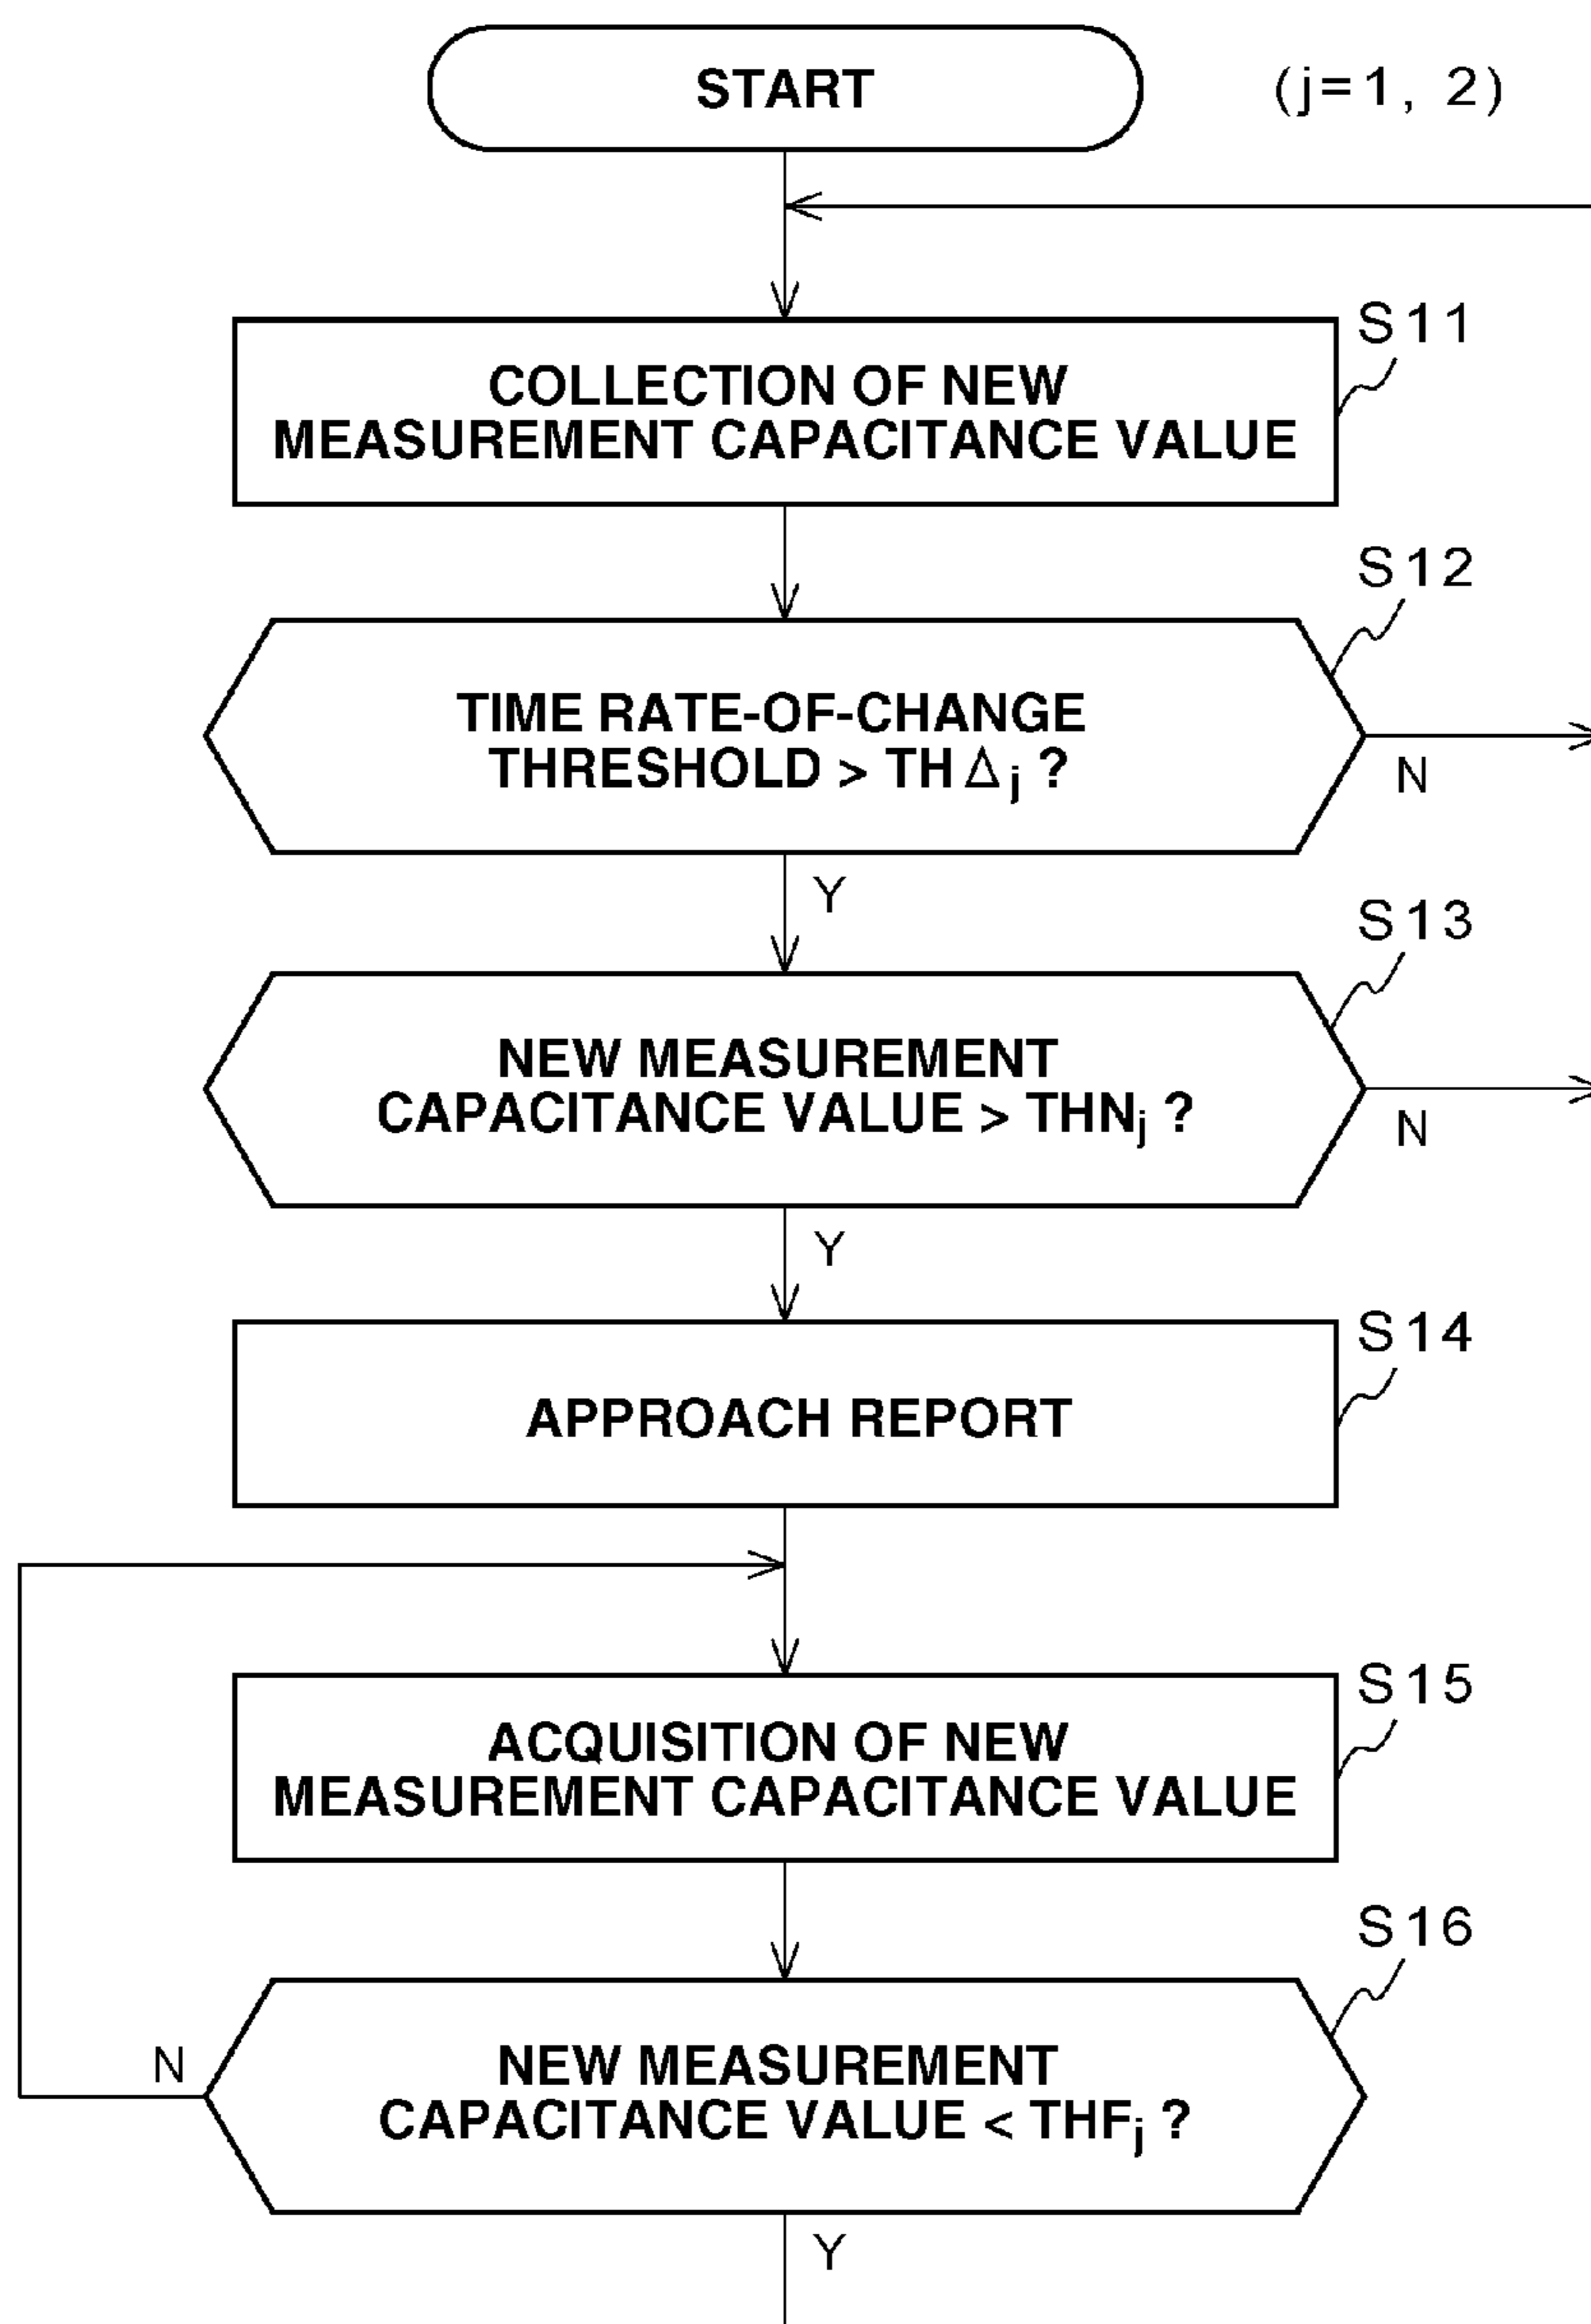 START
(j=1, 2)
S11
COLLECTION OF NEW
MEASUREMENT CAPACITANCE VALUE
S12
TIME RATE-OF-CHANGE
THRESHOLD > THΔj ?
N
Y
S13
NEW MEASUREMENT
CAPACITANCE VALUE > THNj ?
N
Y
S14
APPROACH REPORT
S15
ACQUISITION OF NEW
MEASUREMENT CAPACITANCE VALUE
S16
NEW MEASUREMENT
CAPACITANCE VALUE < THFj ?
N
Y